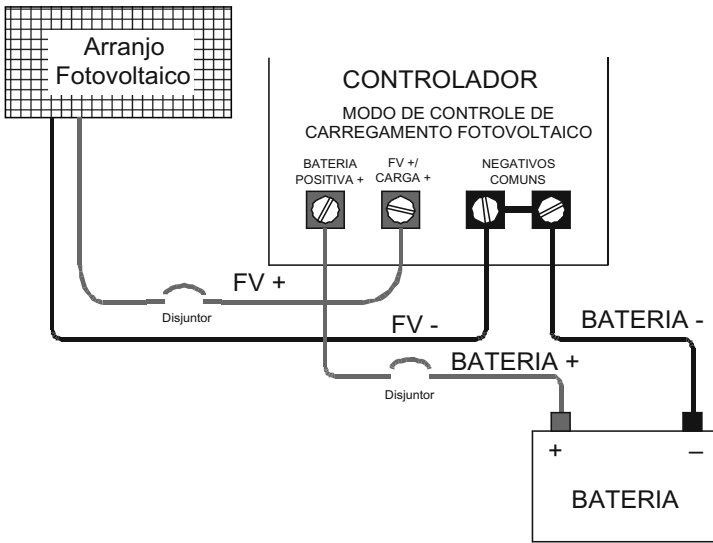 Arranjo
Fotovoltaico
CONTROLADOR
MODO DE CONTROLE DE
CARREGAMENTO FOTOVOLTAICO
BATERIA
POSITIVA +
FV +/
CARGA +
NEGATIVOS
COMUNS
FV +
Disjuntor
FV -
BATERIA -
BATERIA +
Disjuntor
+
–
BATERIA